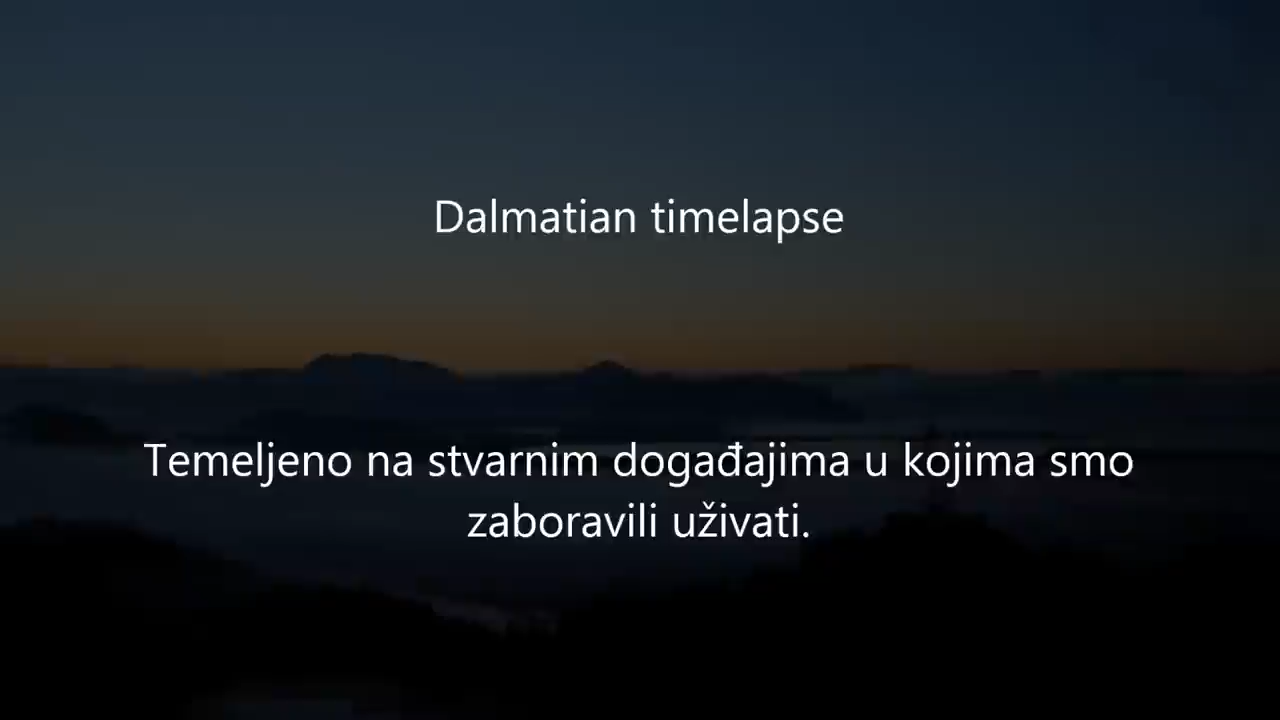 Dalmatian timelapse
Temeljeno na stvarnim događajima u kojima smo
zaboravili uživati.